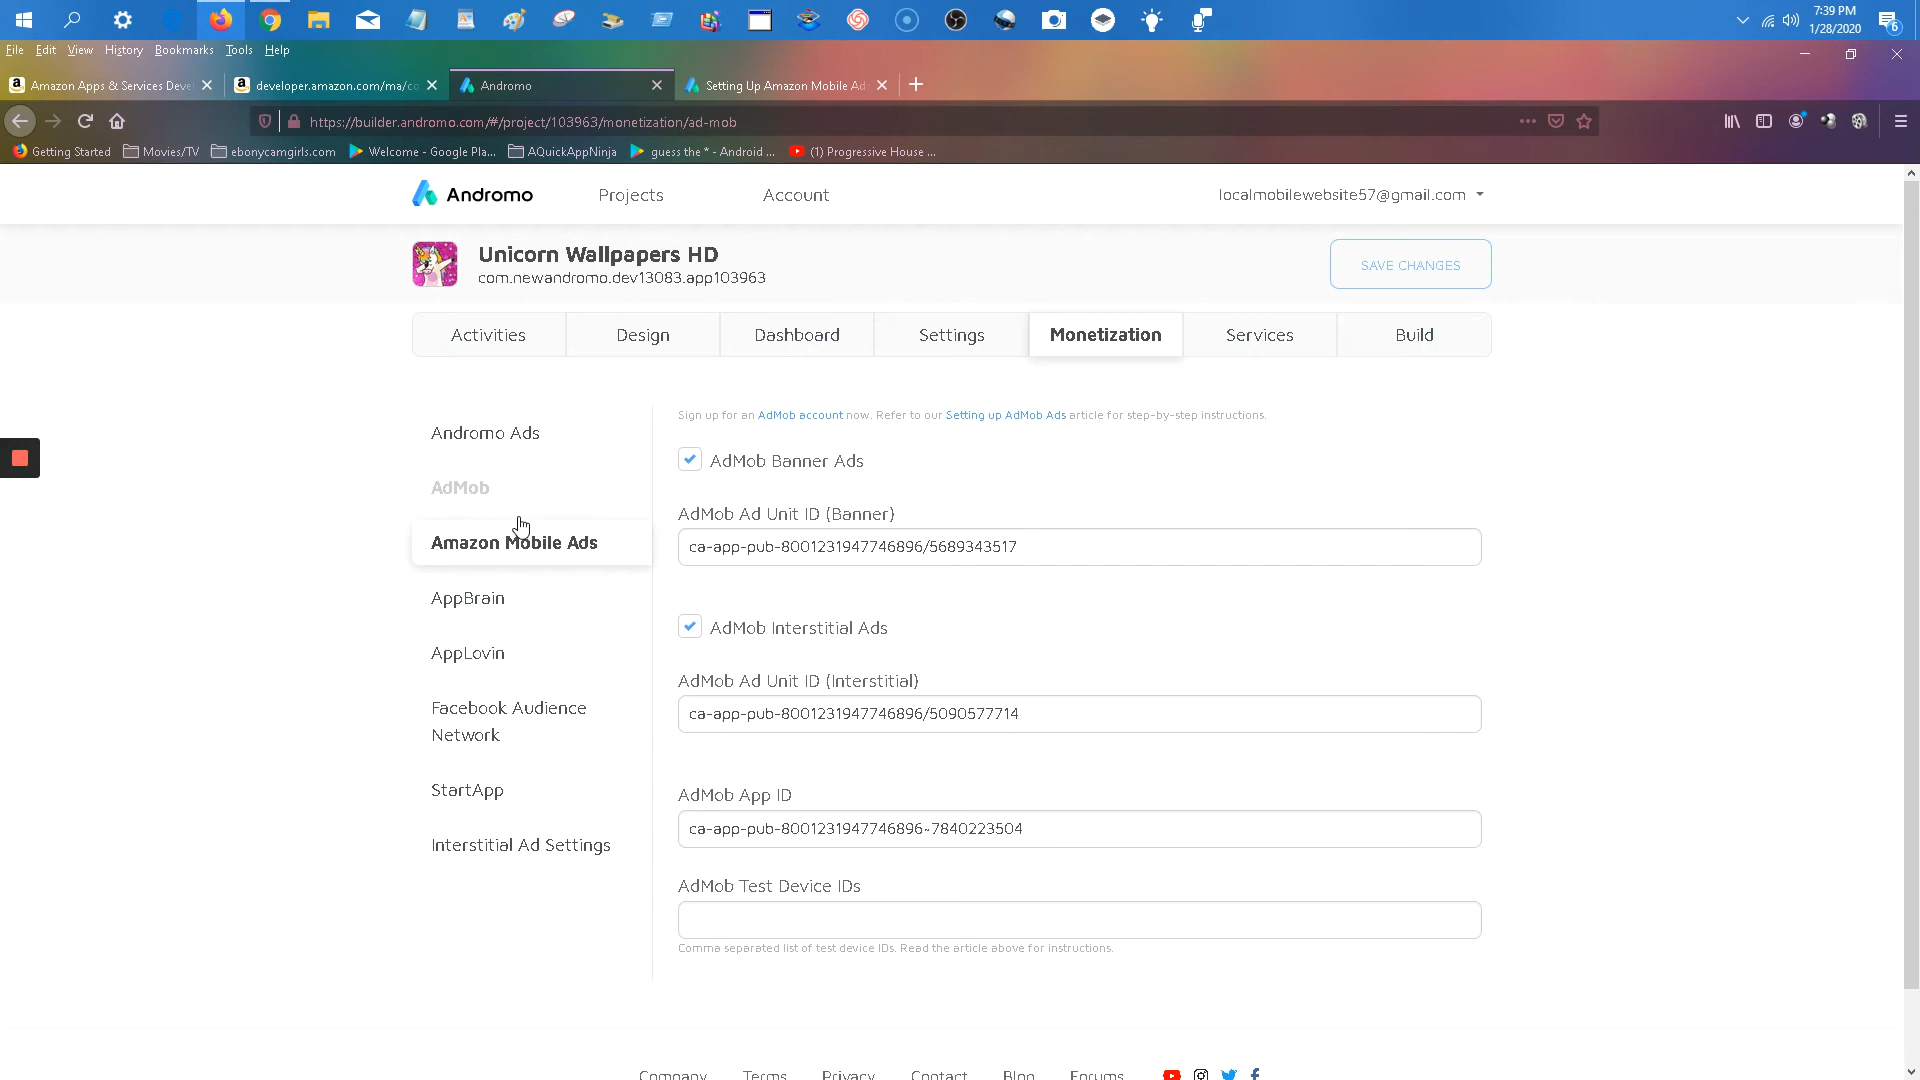 7:39 PM
1/28/2020
6
File Edit View History Bookmarks Tools Help
Amazon Apps & Services Deve
developer.amazon.com/ma/co
Andromo
Setting Up Amazon Mobile Ad
https://builder.andromo.com/#/project/103963/monetization/ad-mob
Getting Started Movies/TV ebonycamgirls.com Welcome - Google Pla... AQuickAppNinja guess the * - Android ... (1) Progressive House ...
Andromo Projects Account localmobilewebsite57@gmail.com
Unicorn Wallpapers HD
com.newandromo.dev13083.app103963
SAVE CHANGES
Activities Design Dashboard Settings Monetization Services Build
Andromo Ads
AdMob
Amazon Mobile Ads
AppBrain
AppLovin
Facebook Audience
Network
StartApp
Interstitial Ad Settings
Sign up for an AdMob account now. Refer to our Setting up AdMob Ads article for step-by-step instructions.
AdMob Banner Ads
AdMob Ad Unit ID (Banner)
ca-app-pub-8001231947746896/5689343517
AdMob Interstitial Ads
AdMob Ad Unit ID (Interstitial)
ca-app-pub-8001231947746896/5090577714
AdMob App ID
ca-app-pub-8001231947746896~7840223504
AdMob Test Device IDs
Comma separated list of test device IDs. Read the article above for instructions.
Company Terms Privacy Contact Blog Forums